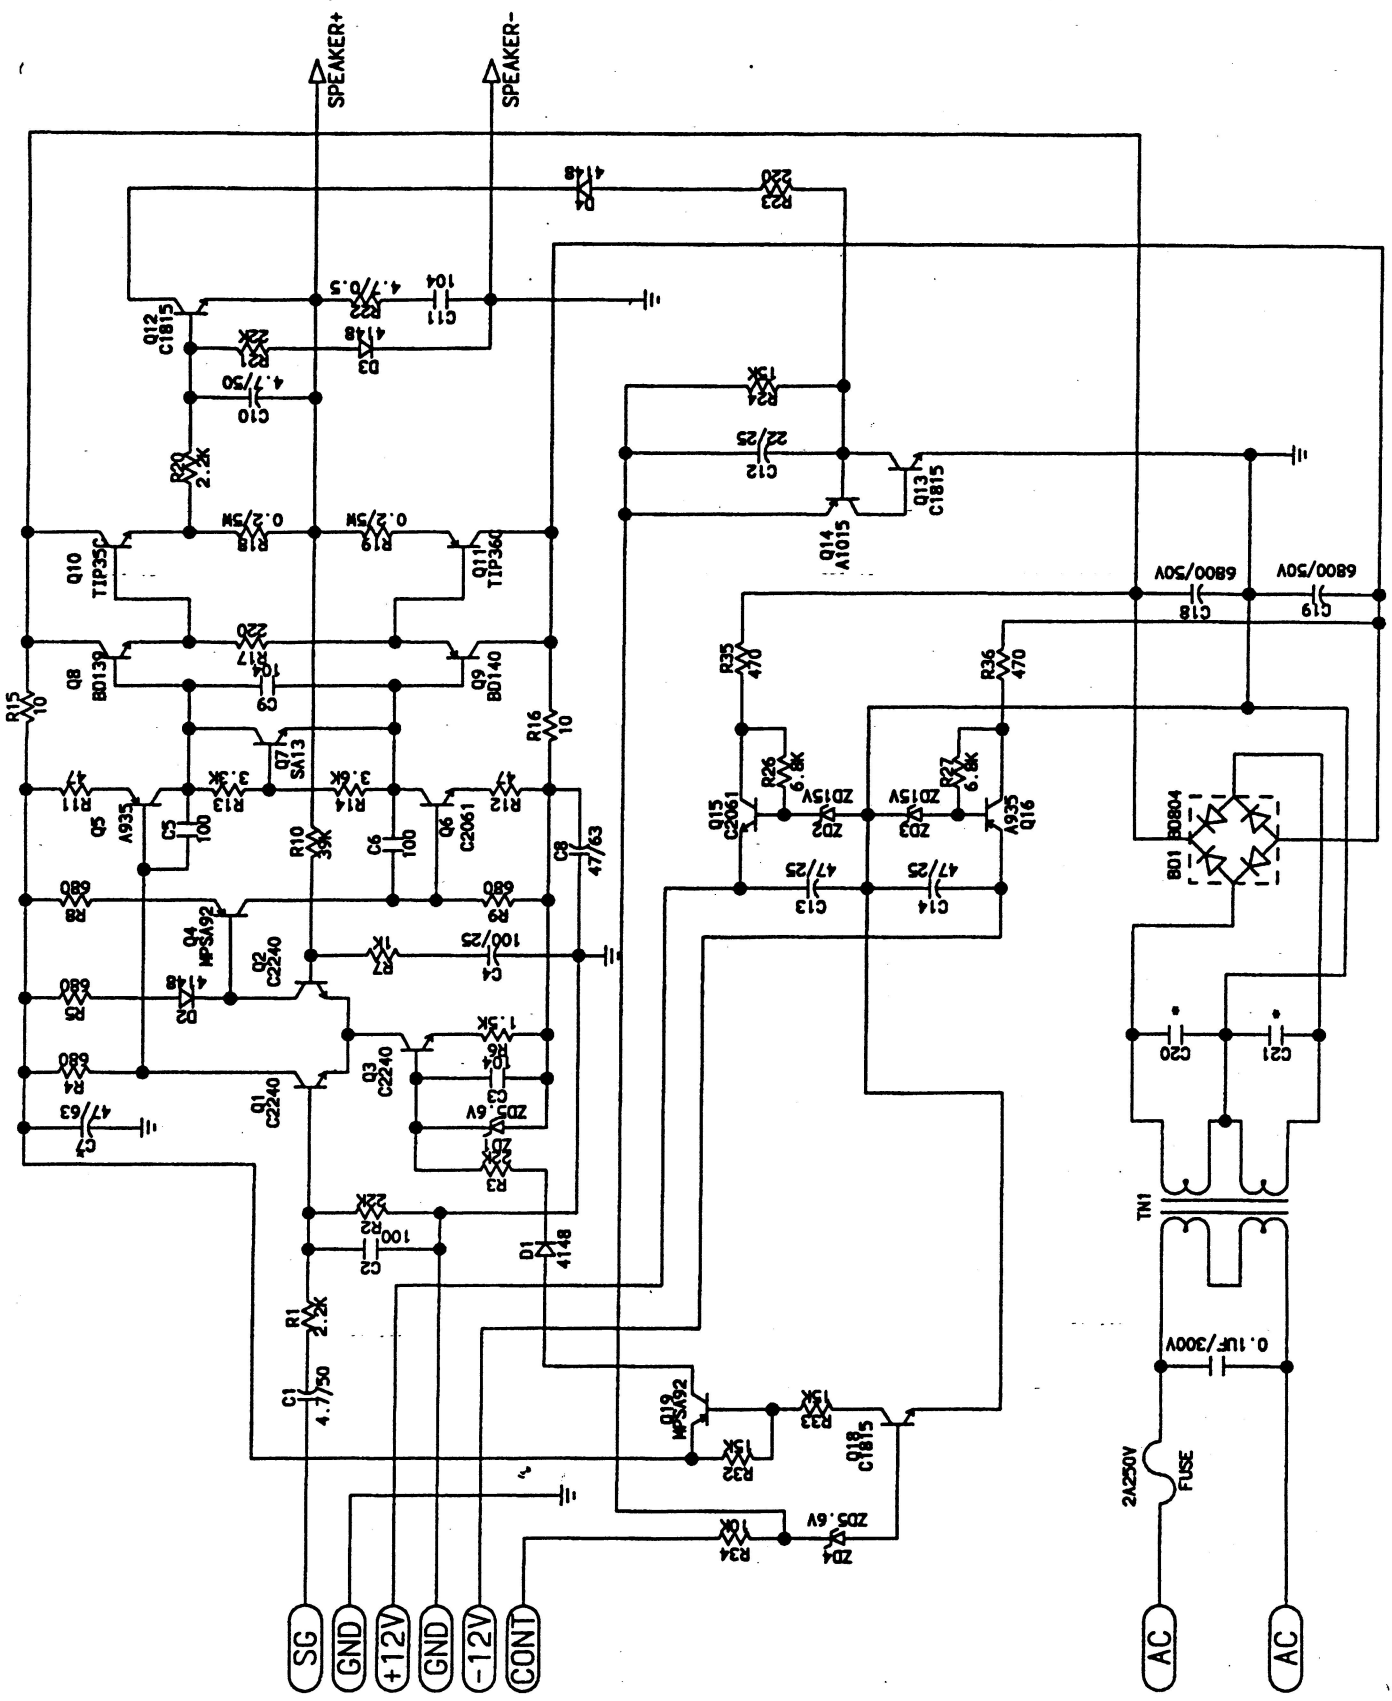 SPEAKER+
SPEAKER-
4148
D4
220
R23
Q12
C1815
4.7/0.5
R22
104
C11
22K
R21
4148
D3
4.7/50
C10
R20
2.2K
15K
R24
22/25
C12
Q13
C1815
Q14
A1015
Q10
TIP35C
0.2/5W
R18
0.2/5W
R19
Q11
TIP36C
Q8
BD139
220
R17
104
C9
Q9
BD140
6800/50V
C18
6800/50V
C19
R35
470
R36
470
R15
10
R16
10
47
R11
Q5
A935
C5
100
3.3K
R13
Q7
SA13
3.6K
R14
R10
39K
C6
100
Q6
C2061
47
R12
C8
47/63
R26
6.8K
Q15
C2061
ZD15V
ZD2
ZD15V
ZD3
R27
6.8K
A935
Q16
BD1 BD804
47/25
C13
47/25
C14
680
R8
Q4
MPSA92
680
R9
680
R5
4148
D2
Q2
C2240
1K
R7
100/25
C4
680
R4
47/63
C7
Q1
C2240
Q3
C2240
1.5K
R6
104
C3
ZD5.6V
ZD1
22K
R3
*
C20
*
C21
TN1
22K
R2
100
C2
D1
4148
R1
2.2K
C1
4.7/50
0.1UF/300V
Q19
MPSA92
15K
R32
15K
R33
Q18
C1815
10K
R34
ZD5.6V
ZD4
2A250V
FUSE
SG
GND
+12V
GND
-12V
CONT
AC
AC